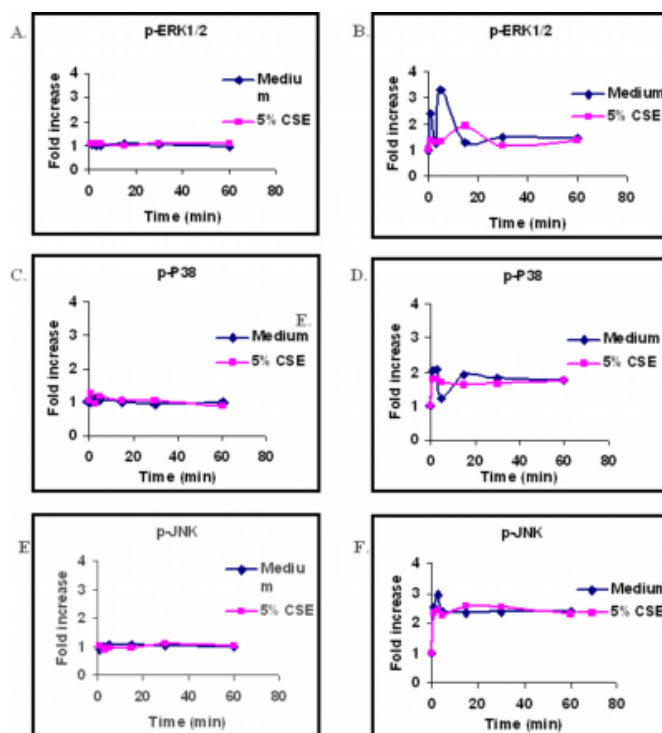 A.
p-ERK1/2
Fold increase
4
3
2
1
0
0 20 40 60 80
Time (min)
Mediu
m
5% CSE
B.
p-ERK1/2
Fold increase
4
3
2
1
0
0 20 40 60 80
Time (min)
Medium
5% CSE
C.
p-P38
Fold increase
4
3
2
1
0
0 20 40 60 80
Time (min)
Medium
5% CSE
E.
D.
p-P38
Fold increase
4
3
2
1
0
0 20 40 60 80
Time (min)
Medium
5% CSE
E
p-JNK
Fold increase
4
3
2
1
0
0 20 40 60 80
Time (min)
Mediu
m
5% CSE
F.
p-JNK
Fold increase
4
3
2
1
0
0 20 40 60 80
Time (min)
Medium
5% CSE